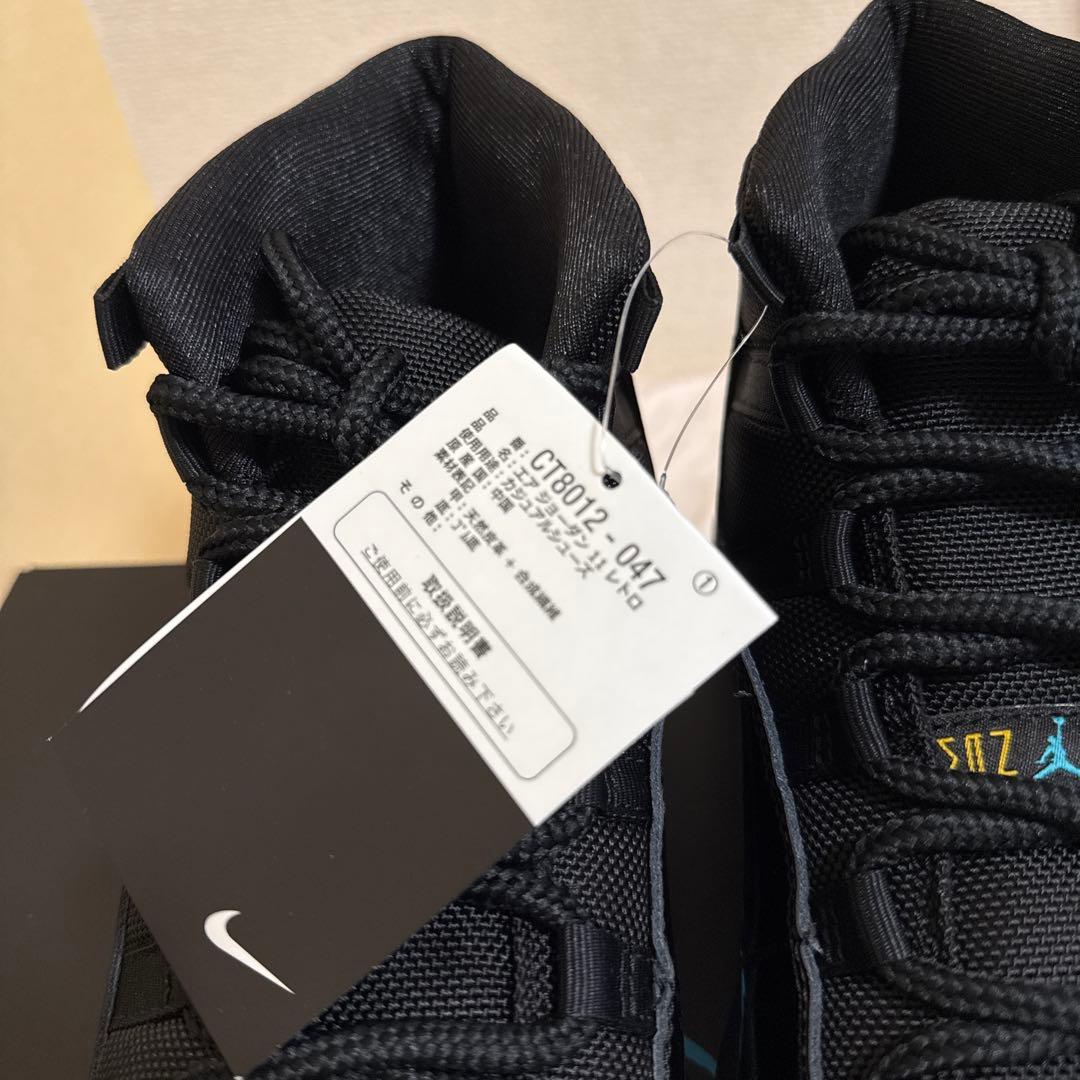 品番：CT8012-047
品名：エア ジョーダン 11 レトロ
使用用途：カジュアルシューズ
原産国：中国
素材表記 甲：天然皮革＋合成繊維
底：ゴム底
その他：
①
取扱説明書
ご使用前に必ずお読み下さい